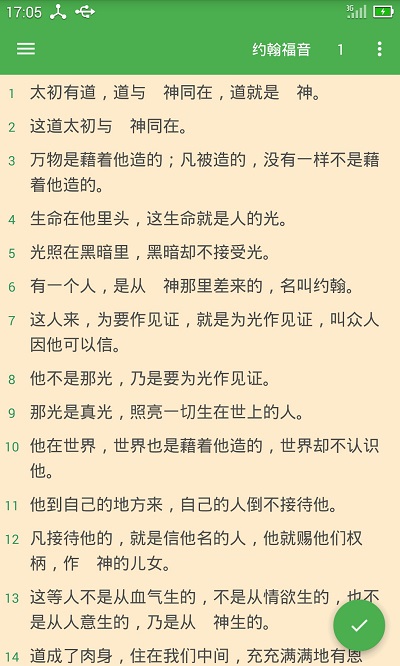 17:05 3G
约翰福音 1
1 太初有道，道与　神同在，道就是　神。
2 这道太初与　神同在。
3 万物是藉着他造的；凡被造的，没有一样不是藉
着他造的。
4 生命在他里头，这生命就是人的光。
5 光照在黑暗里，黑暗却不接受光。
6 有一个人，是从　神那里差来的，名叫约翰。
7 这人来，为要作见证，就是为光作见证，叫众人
因他可以信。
8 他不是那光，乃是要为光作见证。
9 那光是真光，照亮一切生在世上的人。
10 他在世界，世界也是藉着他造的，世界却不认识
他。
11 他到自己的地方来，自己的人倒不接待他。
12 凡接待他的，就是信他名的人，他就赐他们权
柄，作　神的儿女。
13 这等人不是从血气生的，不是从情欲生的，也不
是从人意生的，乃是从　神生的。
14 道成了肉身，住在我们中间，充充满满地有恩